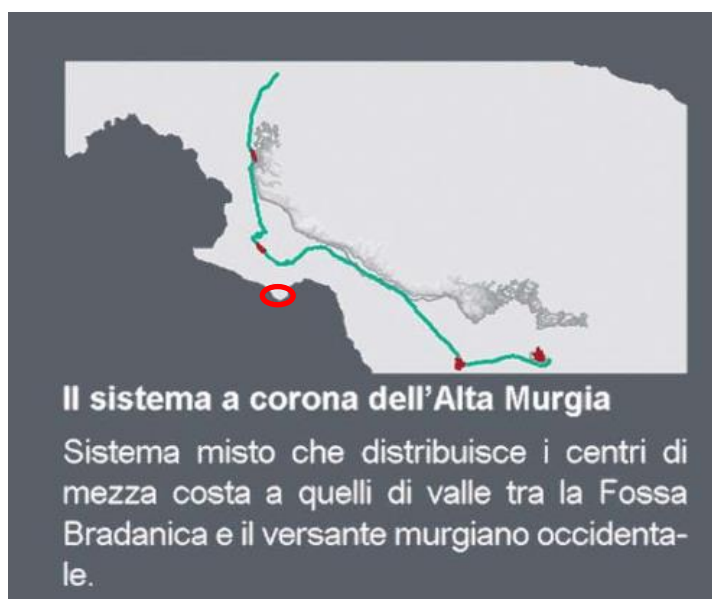 Il sistema a corona dell'Alta Murgia
Sistema misto che distribuisce i centri di
mezza costa a quelli di valle tra la Fossa
Bradanica e il versante murgiano occidenta-
le.